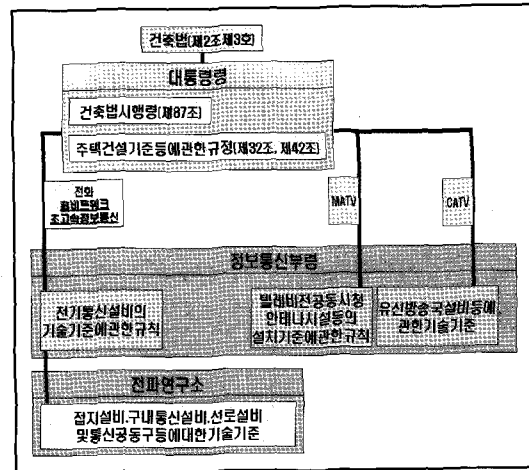 건축법(제2조제3호)
대통령령
건축법시행령(제87조)
주택건설기준등에관한규정(제32조, 제42조)
전화
홈네트워크
초고속정보통신
MATV
CATV
정보통신부령
전기통신설비의
기술기준에관한규칙
텔레비전공동시청
안테나시설등의
설치기준에관한규칙
유선방송국설비등에
관한기술기준
전파연구소
접지설비.구내통신설비.선로설비
및통신공동구등에대한기술기준